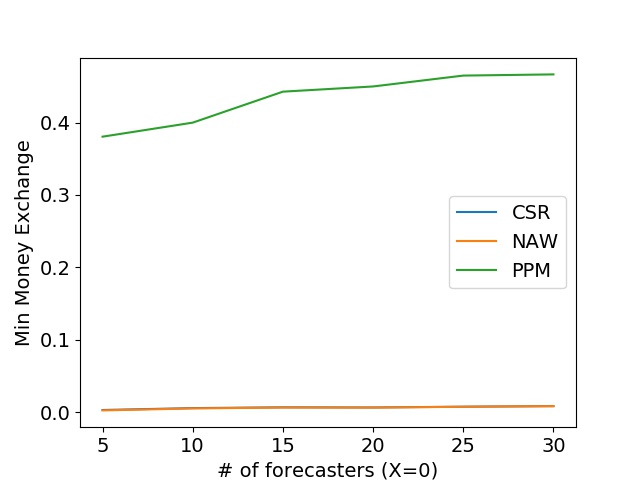 Min Money Exchange
0.4
0.3
0.2
0.1
0.0
CSR
NAW
PPM
5 10 15 20 25 30
# of forecasters (X=0)